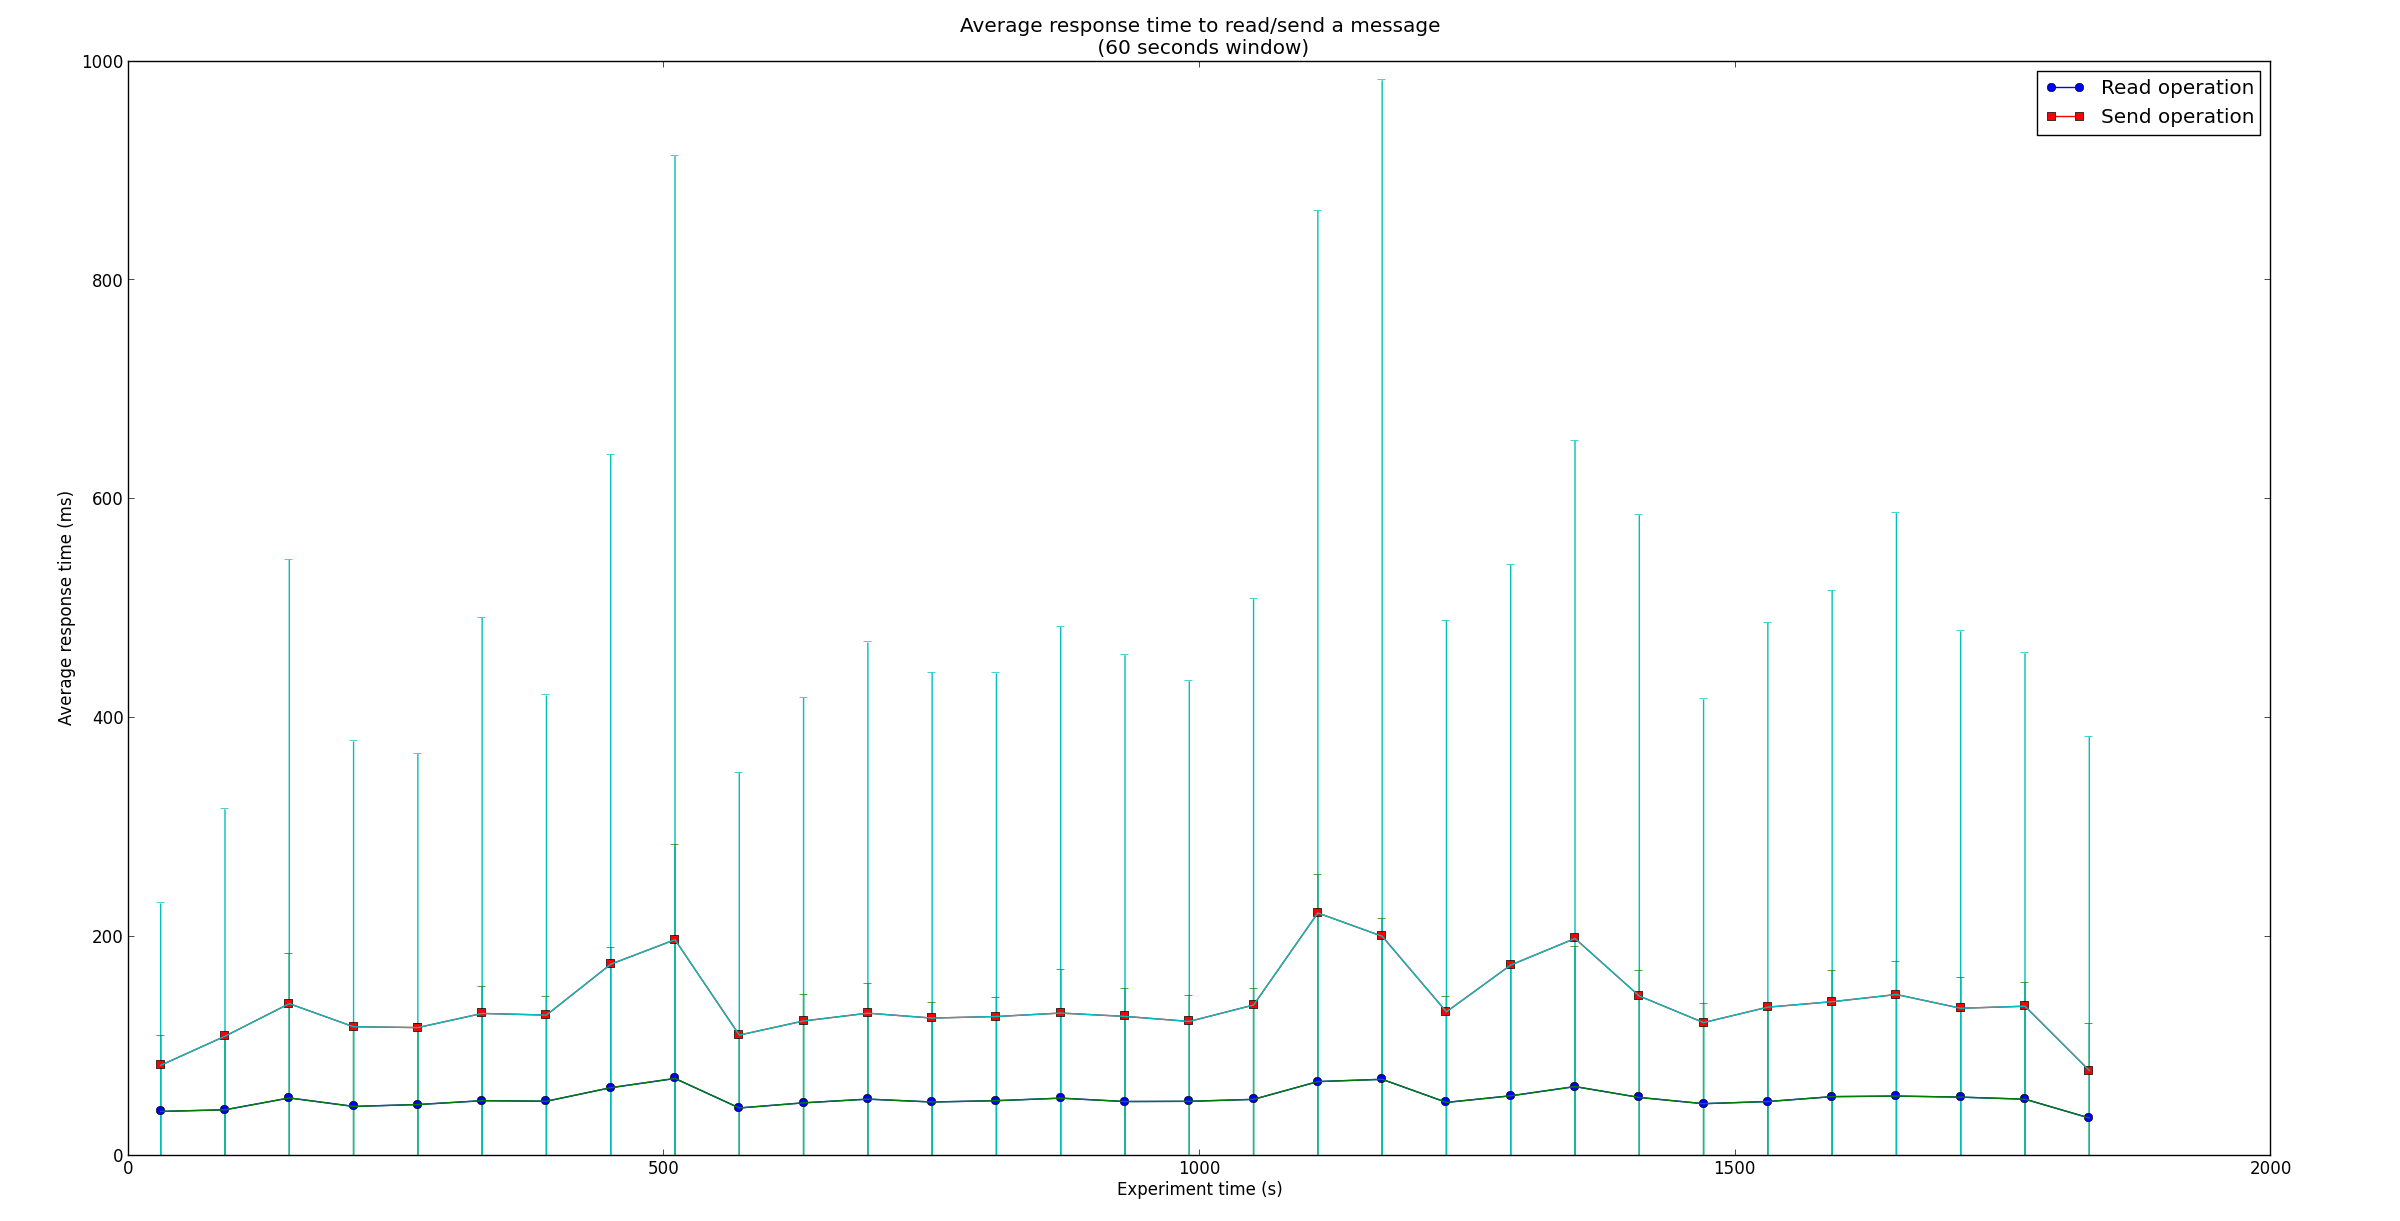 Average response time to read/send a message
(60 seconds window)
Read operation
Send operation
1000
800
600
400
200
0
Average response time (ms)
0 500 1000 1500 2000
Experiment time (s)